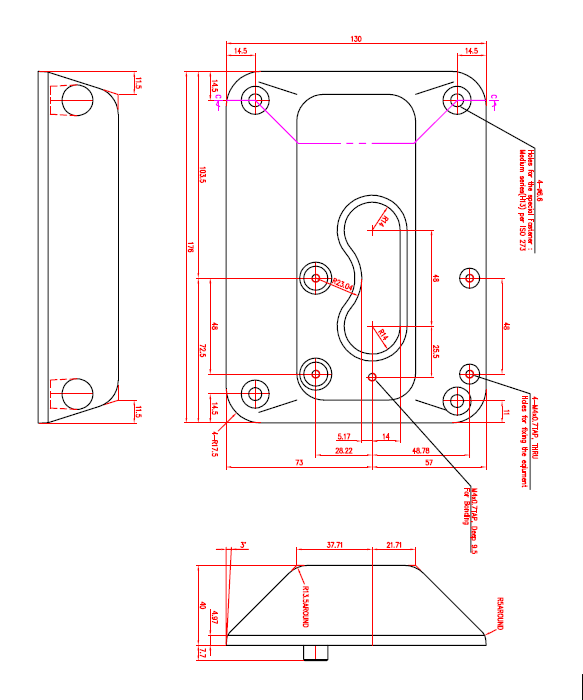 130
14.5
14.5
11.5
14.5
C
C
4-ø6.6
Holes for the special Fastener :
Medium series(H13) per ISO 273
103.5
178
R14
R23.04
48
48
48
72.5
R14
25.5
14.5
11.5
11
4-M4x0.7TAP, THRU
Holes for fixing the equiment
4-R17.5
5.17
14
28.22
48.78
73
57
M4x0.7TAP, Deep 9.5
For Bonding
3°
37.71
21.71
R13.5AROUND
R5AROUND
40
4.97
7.7